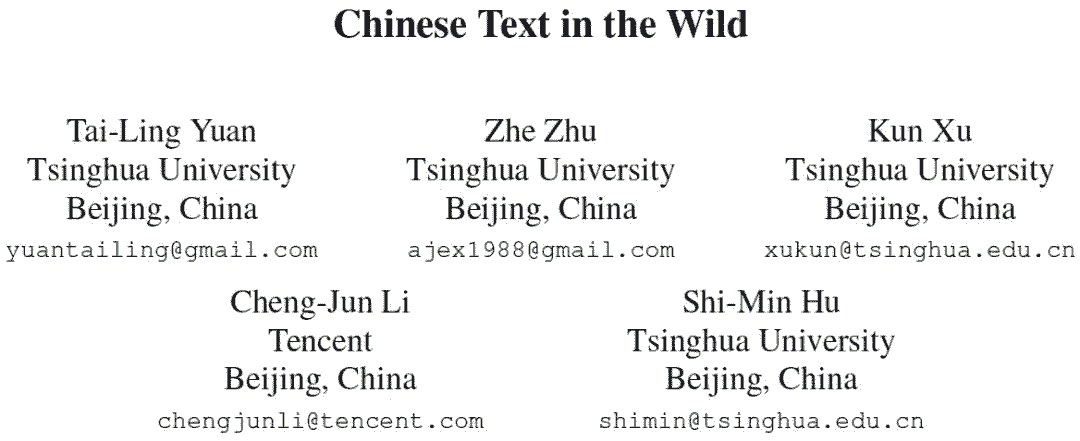 Chinese Text in the Wild
Tai-Ling Yuan
Tsinghua University
Beijing, China
yuantailing@gmail.com
Zhe Zhu
Tsinghua University
Beijing, China
ajex1988@gmail.com
Kun Xu
Tsinghua University
Beijing, China
xukun@tsinghua.edu.cn
Cheng-Jun Li
Tencent
Beijing, China
chengjunli@tencent.com
Shi-Min Hu
Tsinghua University
Beijing, China
shimin@tsinghua.edu.cn